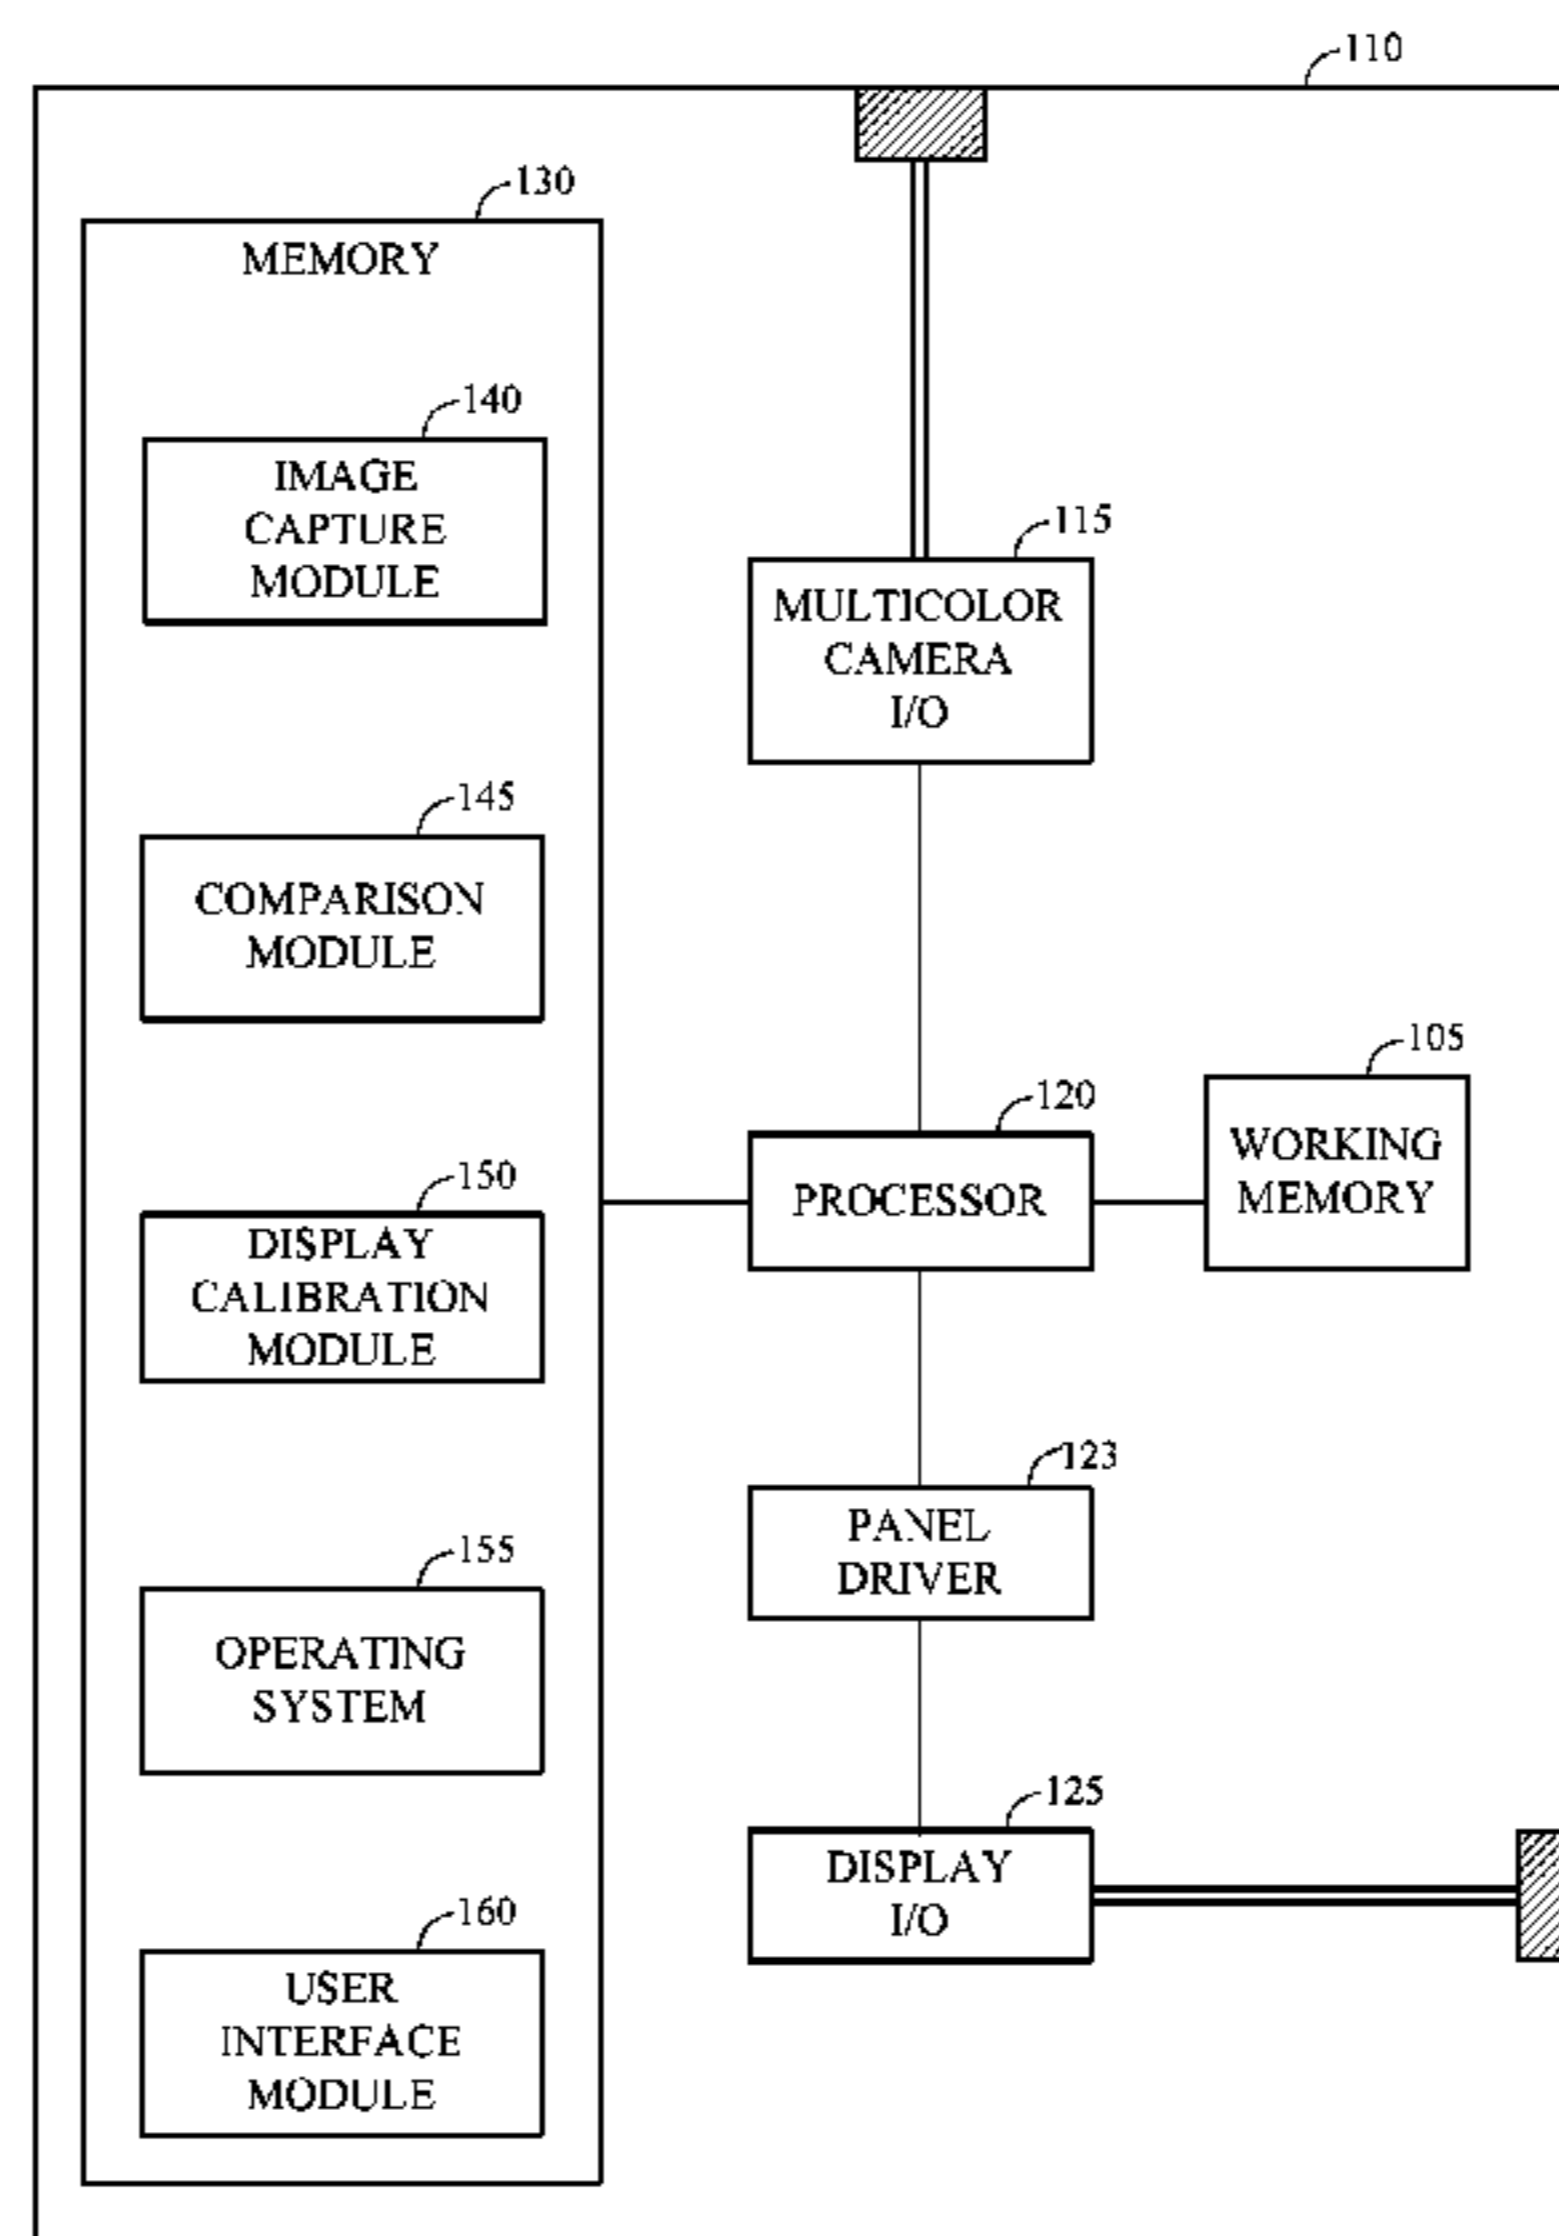 110
130
MEMORY
140
IMAGE
CAPTURE
MODULE
115
MULTICOLOR
CAMERA
I/O
145
COMPARISON
MODULE
105
WORKING
MEMORY
120
PROCESSOR
150
DISPLAY
CALIBRATION
MODULE
123
PANEL
DRIVER
155
OPERATING
SYSTEM
125
DISPLAY
I/O
160
USER
INTERFACE
MODULE